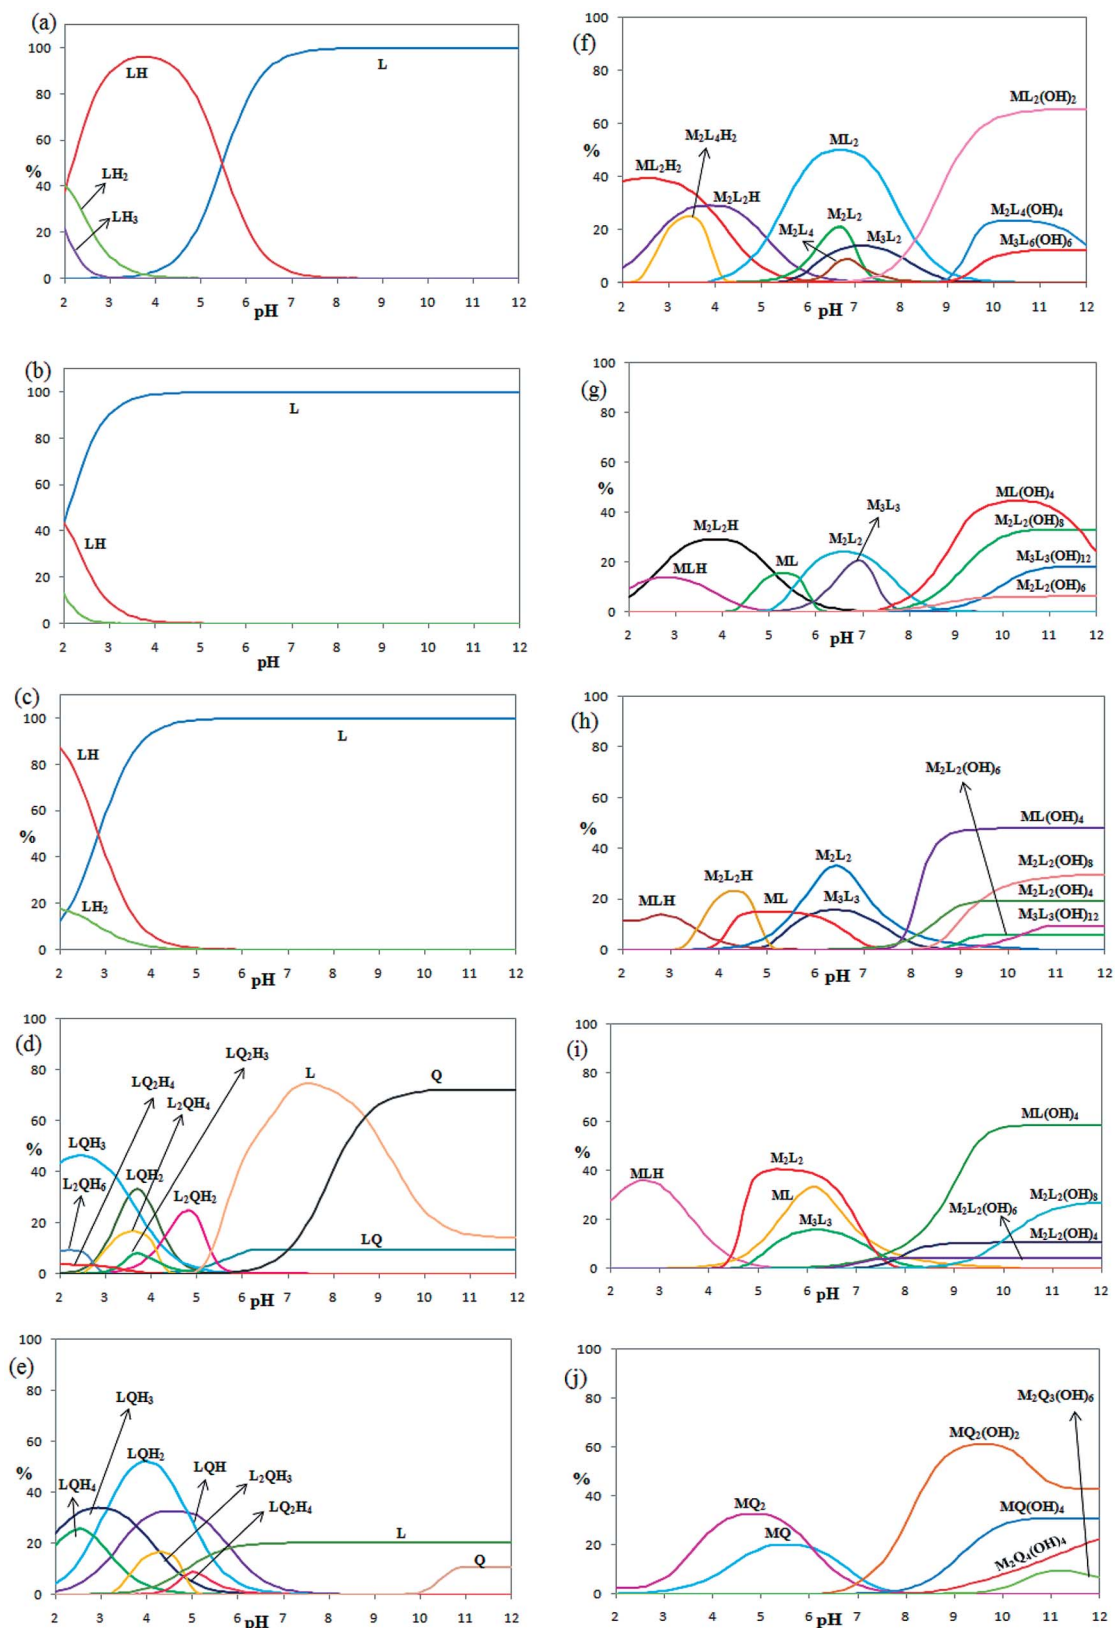 (a)
100
80
60
%
40
20
0
LH
L
LH₂
LH₃
2 3 4 5 6 7 8 9 10 11 12
pH
(b)
100
80
60
%
40
20
0
L
LH
2 3 4 5 6 7 8 9 10 11 12
pH
(c)
100
80
60
%
40
20
0
LH
L
LH₂
2 3 4 5 6 7 8 9 10 11 12
pH
(d)
100
80
60
%
40
20
0
LQ₂H₃
LQ₂H₄
L₂QH₄
LQH₃
L₂QH₆
LQH₂
L₂QH₂
L
Q
LQ
2 3 4 5 6 7 8 9 10 11 12
pH
(e)
100
80
60
%
40
20
0
LQH₃
LQH₂
LQH₄
LQH
L₂QH₃
LQ₂H₄
L
Q
2 3 4 5 6 7 8 9 10 11 12
pH
(f)
100
80
60
%
40
20
0
M₂L₄H₂
ML₂H₂
M₂L₂H
ML₂
M₂L₂
M₂L₄
M₃L₂
ML₂(OH)₂
M₂L₄(OH)₄
M₃L₆(OH)₆
2 3 4 5 6 7 8 9 10 11 12
pH
(g)
100
80
60
%
40
20
0
M₂L₂H
MLH
ML
M₂L₂
M₃L₃
ML(OH)₄
M₂L₂(OH)₈
M₃L₃(OH)₁₂
M₂L₂(OH)₆
2 3 4 5 6 7 8 9 10 11 12
pH
(h)
100
80
60
%
40
20
0
MLH
M₂L₂H
ML
M₂L₂
M₃L₃
M₂L₂(OH)₆
ML(OH)₄
M₂L₂(OH)₈
M₂L₂(OH)₄
M₃L₃(OH)₁₂
2 3 4 5 6 7 8 9 10 11 12
pH
(i)
100
80
60
%
40
20
0
MLH
M₂L₂
ML
M₃L₃
ML(OH)₄
M₂L₂(OH)₆
M₂L₂(OH)₈
M₂L₂(OH)₄
2 3 4 5 6 7 8 9 10 11 12
pH
(j)
100
80
60
%
40
20
0
MQ₂
MQ
MQ₂(OH)₂
M₂Q₃(OH)₆
MQ(OH)₄
M₂Q₄(OH)₄
2 3 4 5 6 7 8 9 10 11 12
pH